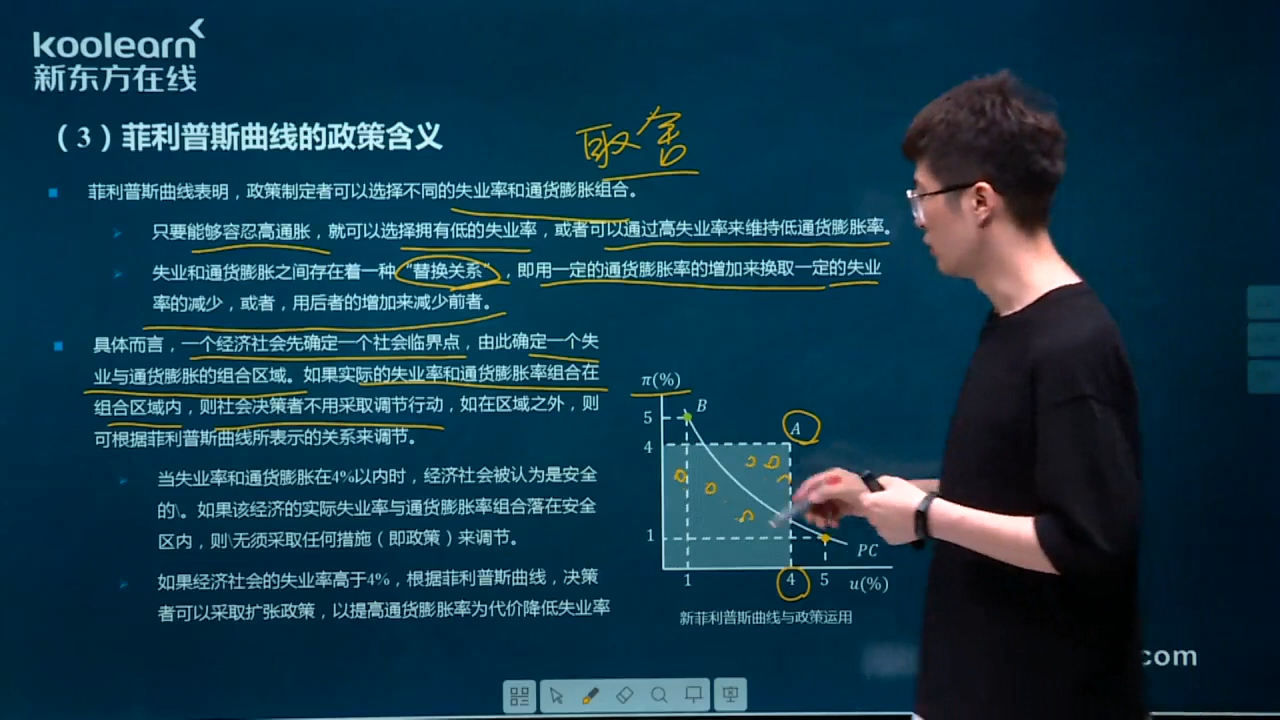 koolearn
新东方在线
（3）菲利普斯曲线的政策含义
取舍
菲利普斯曲线表明，政策制定者可以选择不同的失业率和通货膨胀组合。
只要能够容忍高通胀，就可以选择拥有低的失业率，或者可以通过高失业率来维持低通货膨胀率。
失业和通货膨胀之间存在着一种“替换关系”，即用一定的通货膨胀率的增加来换取一定的失业
率的减少，或者，用后者的增加来减少前者。
具体而言，一个经济社会先确定一个社会临界点，由此确定一个失
业与通货膨胀的组合区域。如果实际的失业率和通货膨胀率组合在
组合区域内，则社会决策者不用采取调节行动，如在区域之外，则
可根据菲利普斯曲线所表示的关系来调节。
当失业率和通货膨胀在4%以内时，经济社会被认为是安全
的\。如果该经济的实际失业率与通货膨胀率组合落在安全
区内，则\无须采取任何措施（即政策）来调节。
如果经济社会的失业率高于4%，根据菲利普斯曲线，决策
者可以采取扩张政策，以提高通货膨胀率为代价降低失业率
π(%)
5
B
A
4
1
PC
1
4
5
u(%)
新菲利普斯曲线与政策运用
com